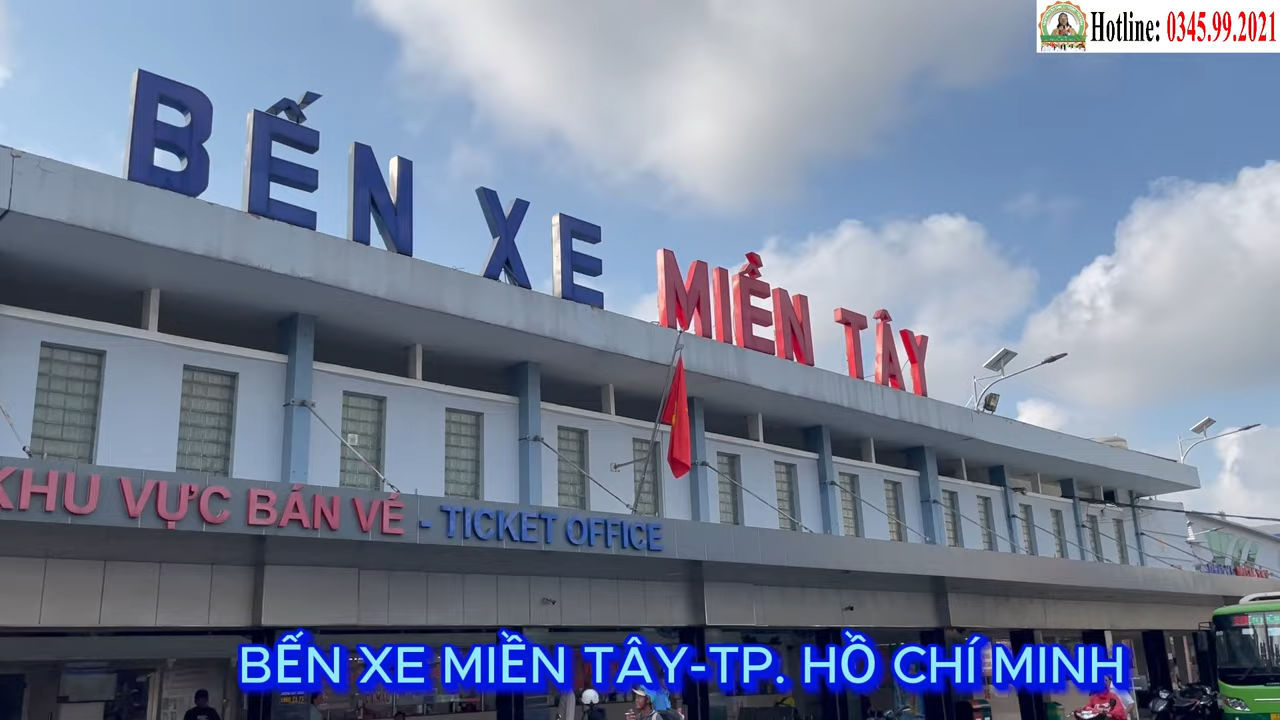 Hotline: 0345.99.2021
BẾN XE MIỀN TÂY
KHU VỰC BÁN VÉ - TICKET OFFICE
BẾN XE MIỀN TÂY-TP. HỒ CHÍ MINH